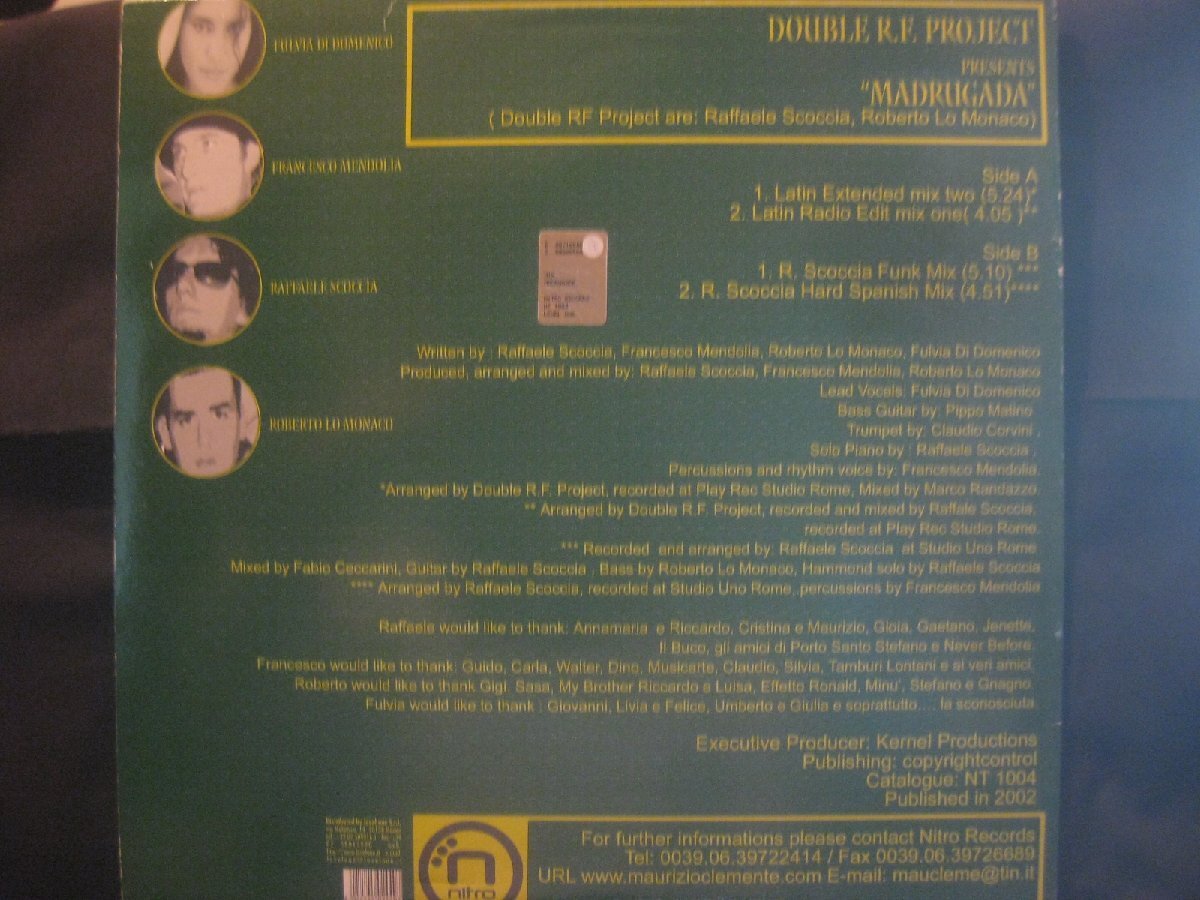 FULVIA DI DOMENICO
FRANCESCO MENDOLIA
RAFFAELE SCOCCIA
ROBERTO LO MONACO
DOUBLE R.F. PROJECT
PRESENTS
"MADRUGADA"
( Double RF Project are: Raffaele Scoccia, Roberto Lo Monaco)
Side A
1. Latin Extended mix two (5.24)*
2. Latin Radio Edit mix one( 4.05 )**
Side B
1. R. Scoccia Funk Mix (5.10) ***
2. R. Scoccia Hard Spanish Mix (4.51)****
Written by : Raffaele Scoccia, Francesco Mendolia, Roberto Lo Monaco, Fulvia Di Domenico
Produced, arranged and mixed by: Raffaele Scoccia, Francesco Mendolia, Roberto Lo Monaco
Lead Vocals: Fulvia Di Domenico
Bass Guitar by: Pippo Matino
Trumpet by: Claudio Corvini .
Solo Piano by : Raffaele Scoccia .
Percussions and rhythm voice by: Francesco Mendolia.
*Arranged by Double R.F. Project, recorded at Play Rec Studio Rome, Mixed by Marco Randazzo.
** Arranged by Double R.F. Project, recorded and mixed by Raffale Scoccia,
recorded at Play Rec Studio Rome.
*** Recorded and arranged by: Raffaele Scoccia at Studio Uno Rome
Mixed by Fabio Ceccarini, Guitar by Raffaele Scoccia , Bass by Roberto Lo Monaco, Hammond solo by Raffaele Scoccia
**** Arranged by Raffaele Scoccia, recorded at Studio Uno Rome, percussions by Francesco Mendolia
Raffaele would like to thank: Annamaria e Riccardo, Cristina e Maurizio, Gioia, Gaetano, Jenette,
Il Buco, gli amici di Porto Santo Stefano e Never Before.
Francesco would like to thank: Guido, Carla, Walter, Dino, Musicarte, Claudio, Silvia, Tamburi Lontani e ai veri amici.
Roberto would like to thank Gigi Sasa, My Brother Riccardo e Luisa, Effetto Ronald, Minu', Stefano e Gnagno.
Fulvia would like to thank : Giovanni, Livia e Felice, Umberto e Giulia e soprattutto.... la sconosciuta.
Executive Producer: Kernel Productions
Publishing: copyrightcontrol
Catalogue: NT 1004
Published in 2002
n
nitro
For further informations please contact Nitro Records
Tel: 0039.06.39722414 / Fax 0039.06.39726689
URL www.maurizioclemente.com E-mail: maucleme@tin.it